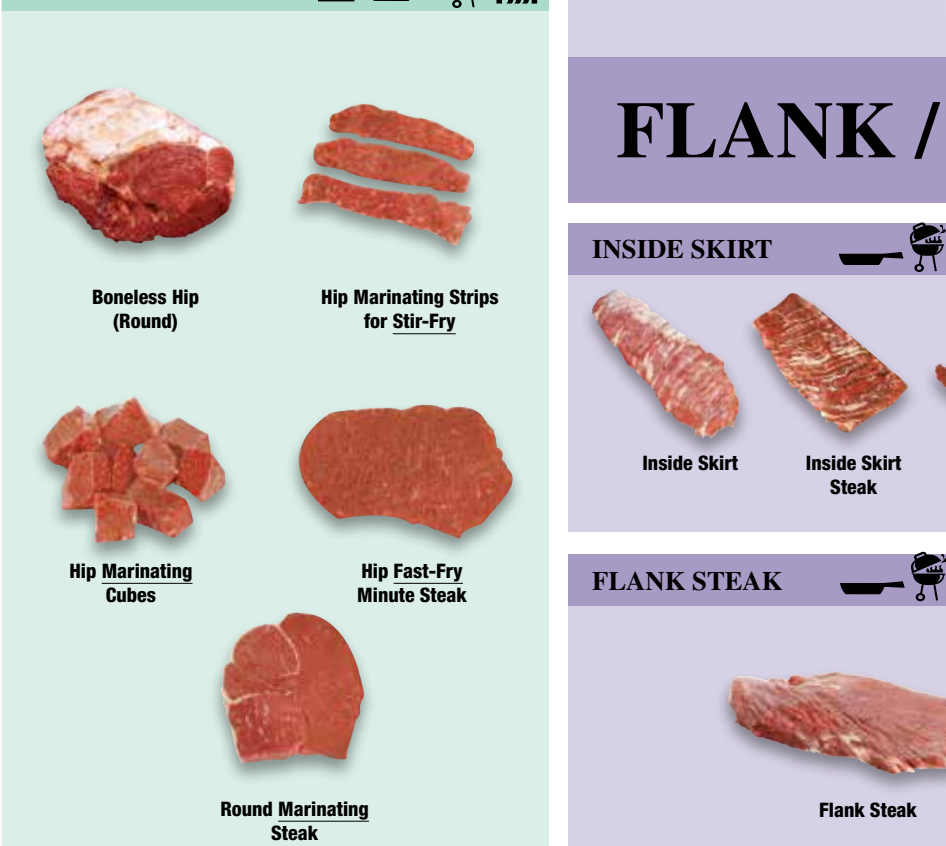 Boneless Hip
(Round)
Hip Marinating Strips
for Stir-Fry
Hip Marinating
Cubes
Hip Fast-Fry
Minute Steak
Round Marinating
Steak
FLANK /
INSIDE SKIRT
Inside Skirt
Inside Skirt
Steak
FLANK STEAK
Flank Steak